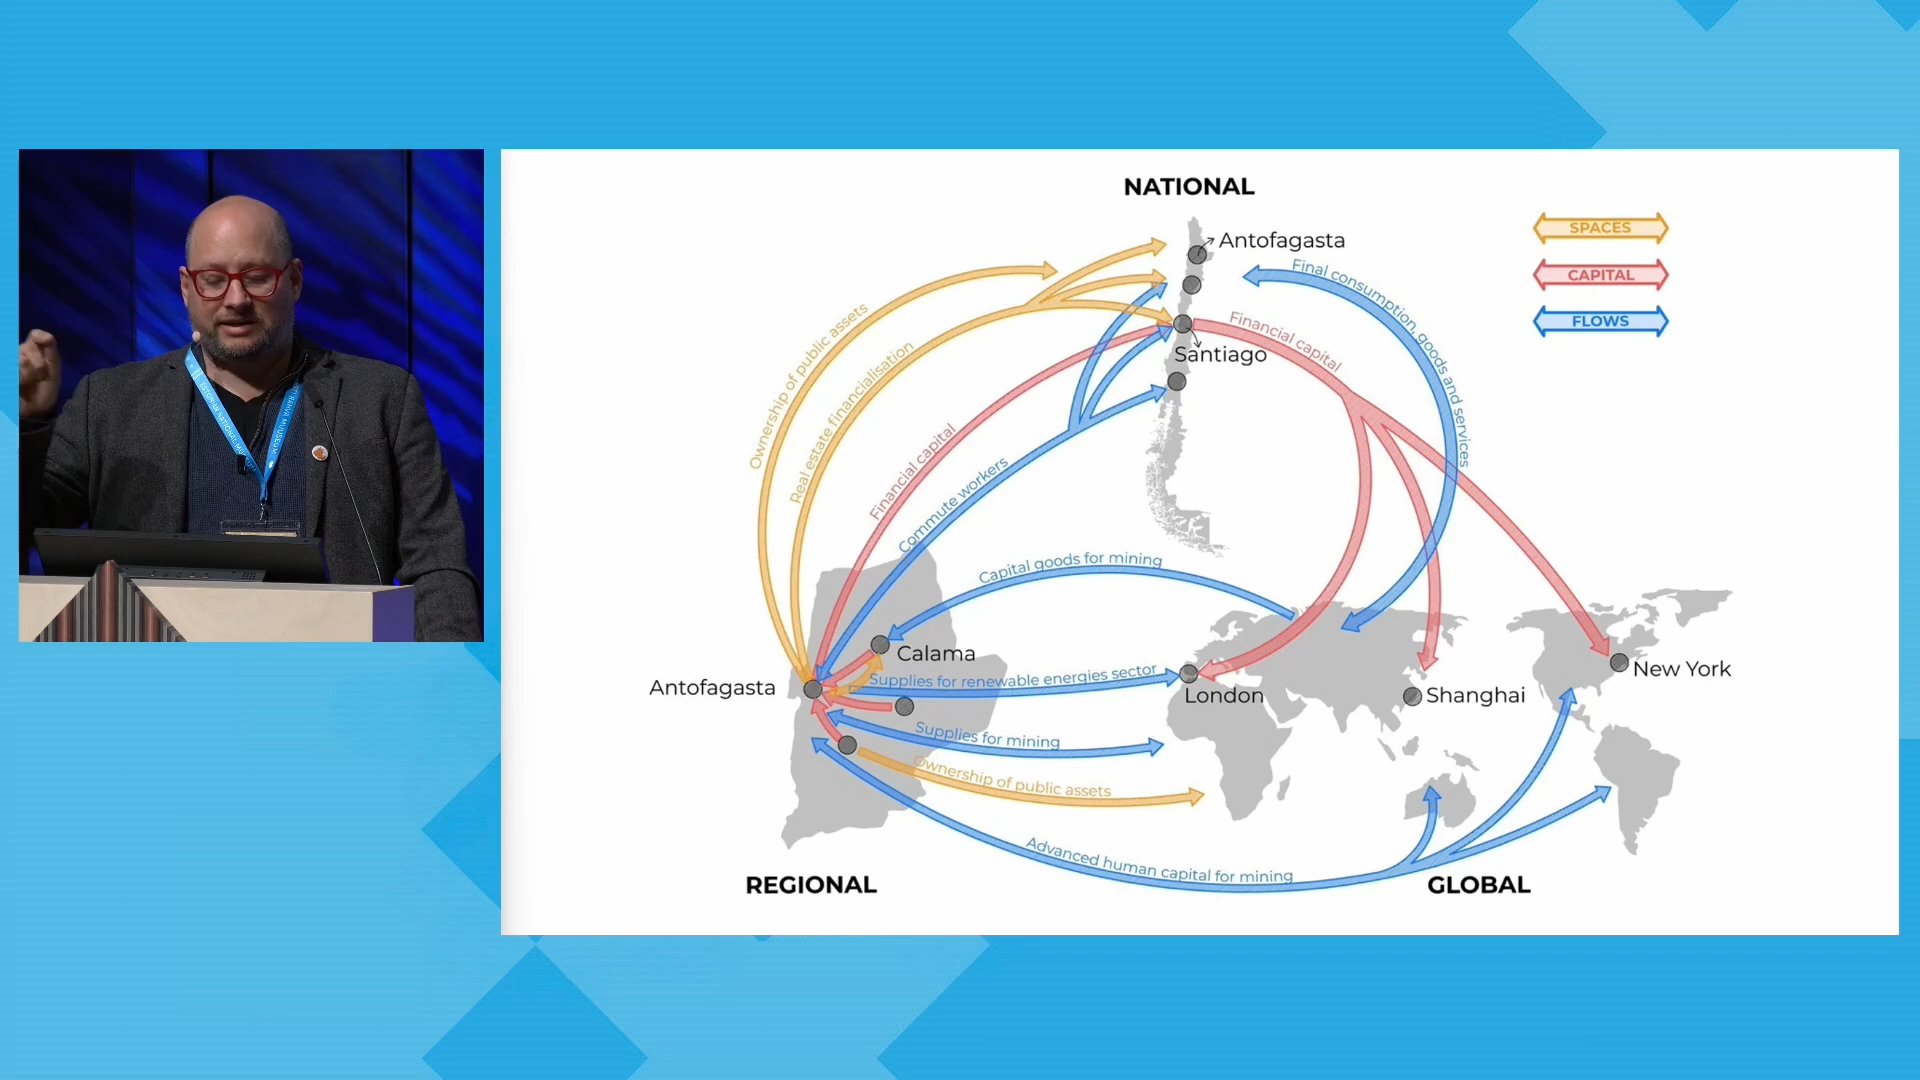 NATIONAL
Antofagasta
Santiago
SPACES
CAPITAL
FLOWS
Final consumption, goods and services
Financial capital
Ownership of public assets
Real estate financialisation
Financial capital
Commute workers
Capital goods for mining
Calama
Antofagasta
Supplies for renewable energies sector
London
Shanghai
New York
Supplies for mining
Ownership of public assets
Advanced human capital for mining
REGIONAL
GLOBAL
ESTONIAN NATIONAL